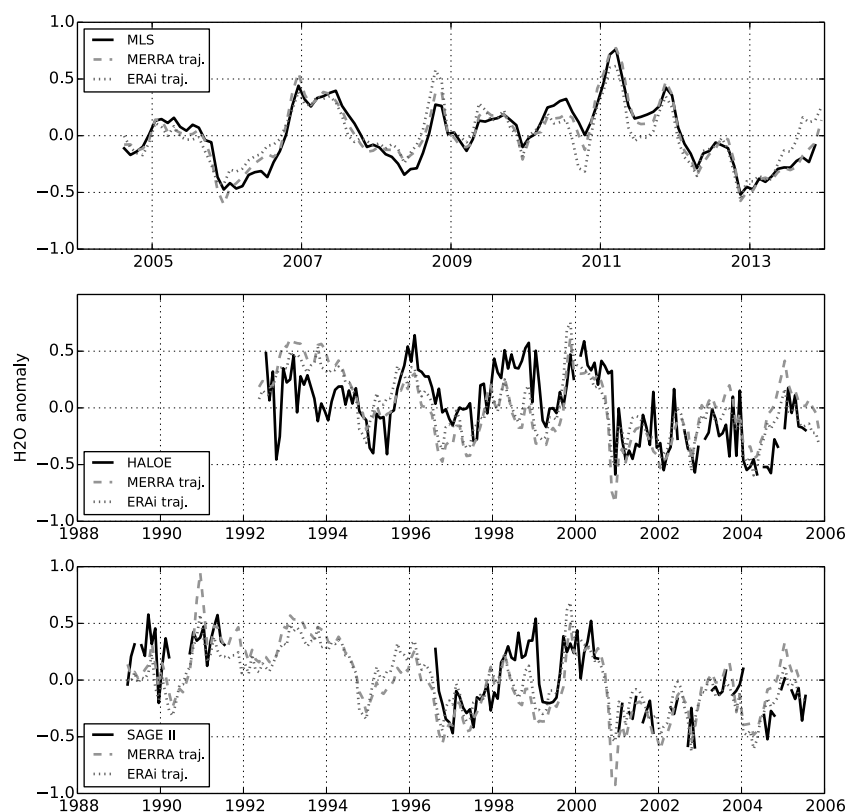 1.0
0.5
0.0
−0.5
−1.0
MLS
MERRA traj.
ERAi traj.
2005 2007 2009 2011 2013
H2O anomaly
0.5
0.0
−0.5
−1.0
HALOE
MERRA traj.
ERAi traj.
1988 1990 1992 1994 1996 1998 2000 2002 2004 2006
1.0
0.5
0.0
−0.5
−1.0
SAGE II
MERRA traj.
ERAi traj.
1988 1990 1992 1994 1996 1998 2000 2002 2004 2006